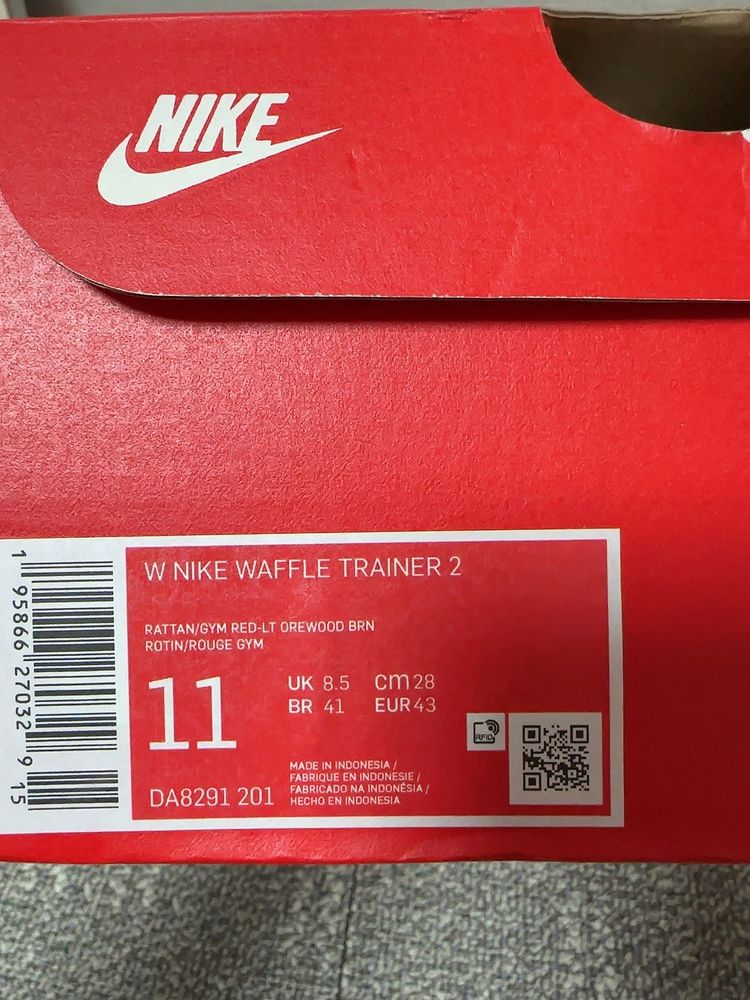 NIKE
W NIKE WAFFLE TRAINER 2
RATTAN/GYM RED-LT OREWOOD BRN
ROTIN/ROUGE GYM
11
UK 8.5 cm 28
BR 41 EUR 43
RFID
MADE IN INDONESIA /
FABRIQUE EN INDONESIE /
FABRICADO NA INDONÉSIA /
HECHO EN INDONESIA
DA8291 201
1 95866 27032 9 15